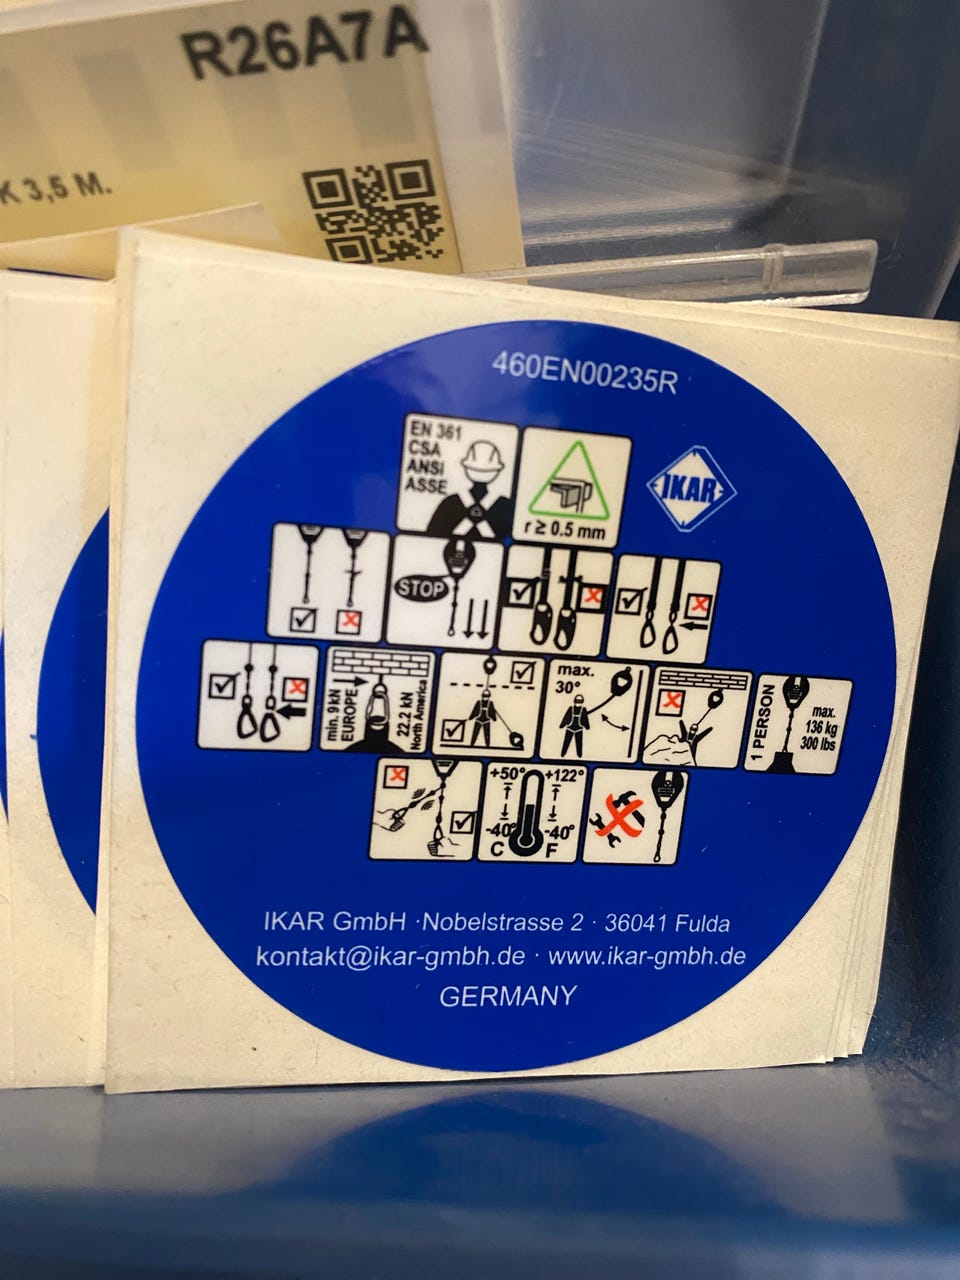 R26A7A
K 3,5 M.
460EN00235R
EN 361
CSA
ANSI
ASSE
r ≥ 0.5 mm
IKAR
STOP
min. 9 kN
EUROPE
22.2 kN
North America
max.
30°
1 PERSON
max.
136 kg
300 lbs
+50° +122°
-40° -40°
C F
IKAR GmbH · Nobelstrasse 2 · 36041 Fulda
kontakt@ikar-gmbh.de · www.ikar-gmbh.de
GERMANY